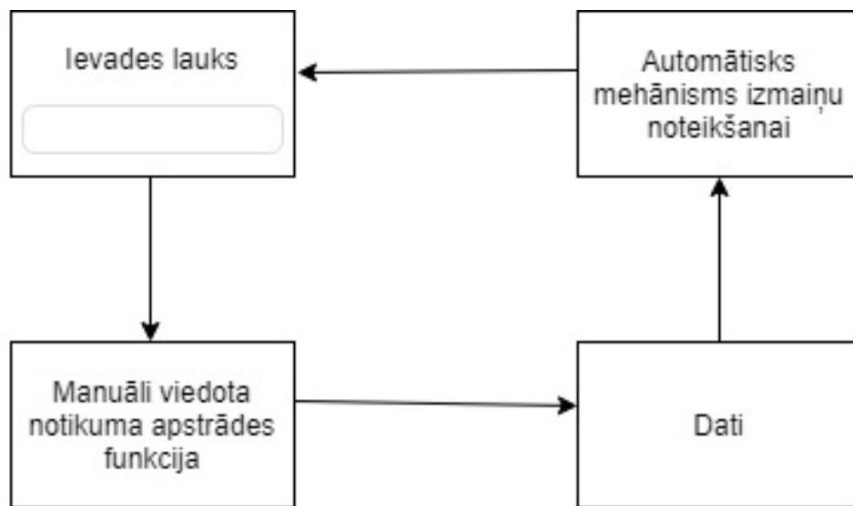 Ievades lauks
Automātisks
mehānisms izmaiņu
noteikšanai
Manuāli viedota
notikuma apstrādes
funkcija
Dati